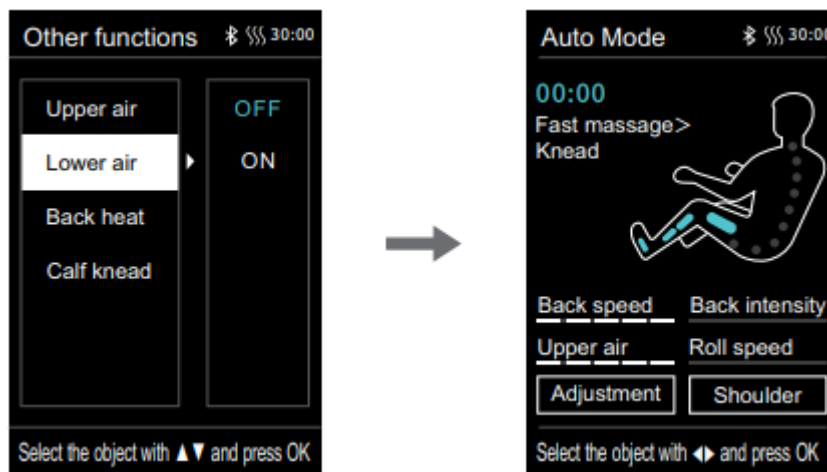 Other functions 30:00
Upper air OFF
Lower air ON
Back heat
Calf knead
Select the object with ▲▼ and press OK
Auto Mode 30:00
00:00
Fast massage>
Knead
Back speed Back intensity
Upper air Roll speed
Adjustment Shoulder
Select the object with ◀▶ and press OK